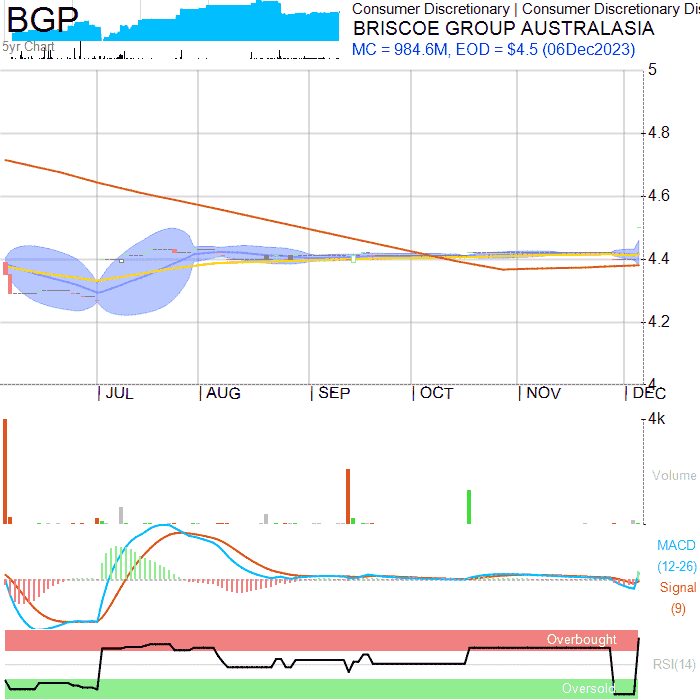 BGP
5yr Chart
Consumer Discretionary | Consumer Discretionary Dis
BRISCOE GROUP AUSTRALASIA
MC = 984.6M, EOD = $4.5 (06Dec2023)
5
4.8
4.6
4.4
4.2
4
| JUL | AUG | SEP | OCT | NOV | DEC
4k
Volume
MACD
(12-26)
Signal
(9)
Overbought
RSI(14)
Oversold